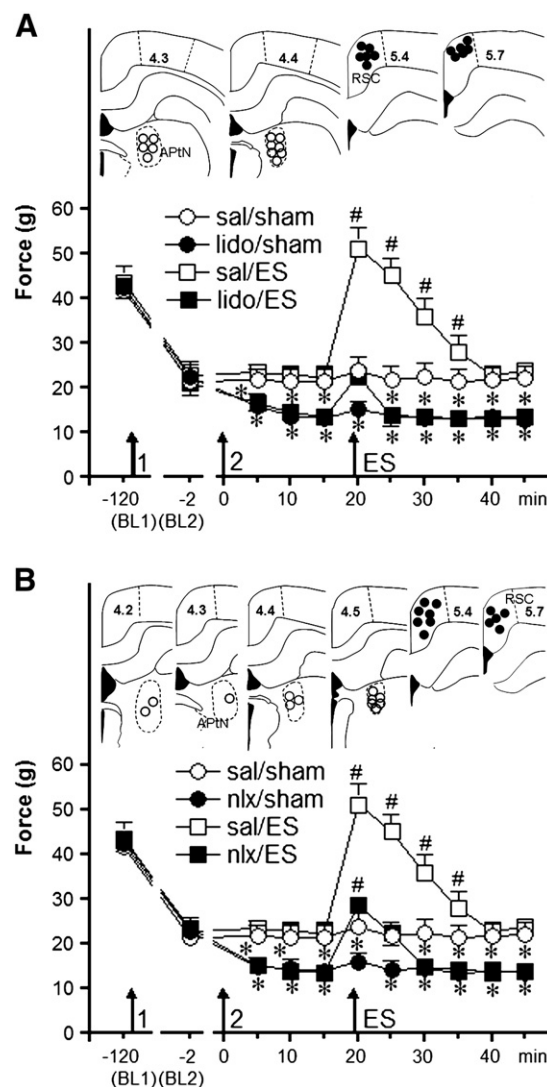 A
4.3 4.4 5.4 5.7
RSC
APtN
Force (g)
60
50
40
30
20
10
0
sal/sham
lido/sham
sal/ES
lido/ES
# # # #
* * * * * * * * * *
1 2 ES
-120 -2 0 10 20 30 40 min
(BL1) (BL2)
B
4.2 4.3 4.4 4.5 5.4 RSC 5.7
APtN
Force (g)
60
50
40
30
20
10
0
sal/sham
nlx/sham
sal/ES
nlx/ES
# # # #
#
* * * * * * * * * * *
1 2 ES
-120 -2 0 10 20 30 40 min
(BL1) (BL2)